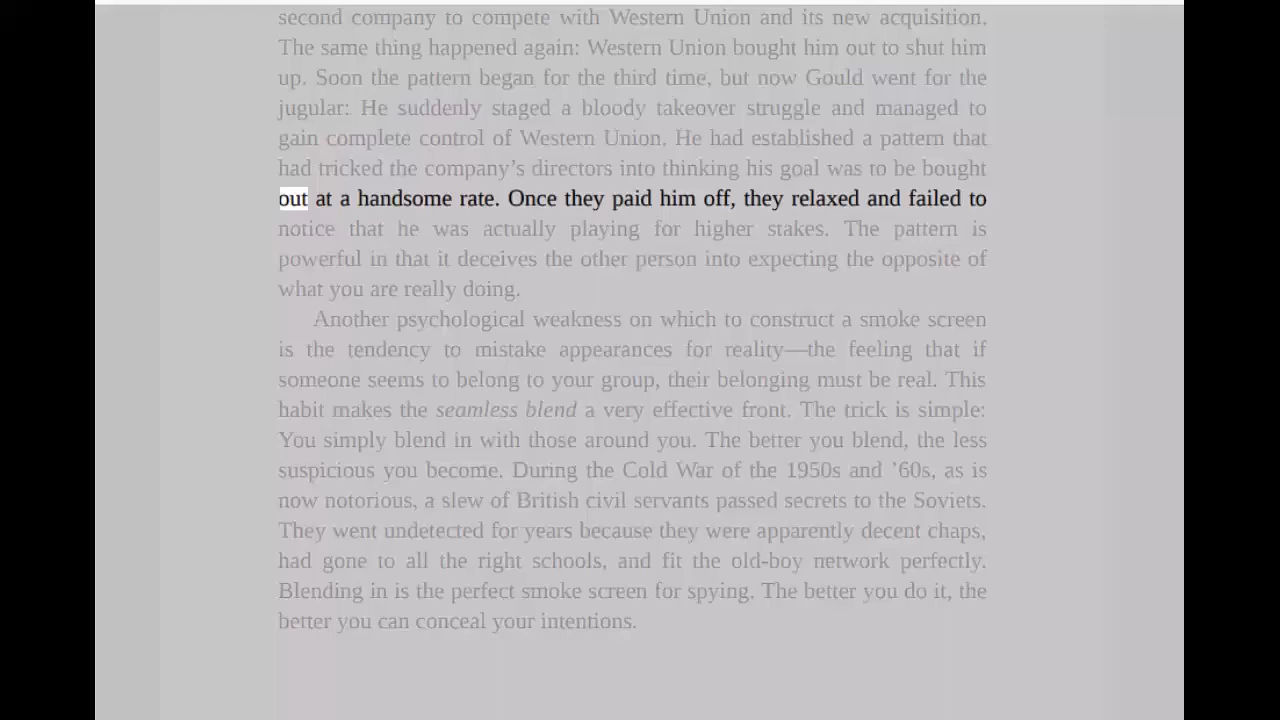 second company to compete with Western Union and its new acquisition.
The same thing happened again: Western Union bought him out to shut him
up. Soon the pattern began for the third time, but now Gould went for the
jugular: He suddenly staged a bloody takeover struggle and managed to
gain complete control of Western Union. He had established a pattern that
had tricked the company’s directors into thinking his goal was to be bought
out at a handsome rate. Once they paid him off, they relaxed and failed to
notice that he was actually playing for higher stakes. The pattern is
powerful in that it deceives the other person into expecting the opposite of
what you are really doing.
Another psychological weakness on which to construct a smoke screen
is the tendency to mistake appearances for reality—the feeling that if
someone seems to belong to your group, their belonging must be real. This
habit makes the seamless blend a very effective front. The trick is simple:
You simply blend in with those around you. The better you blend, the less
suspicious you become. During the Cold War of the 1950s and ’60s, as is
now notorious, a slew of British civil servants passed secrets to the Soviets.
They went undetected for years because they were apparently decent chaps,
had gone to all the right schools, and fit the old-boy network perfectly.
Blending in is the perfect smoke screen for spying. The better you do it, the
better you can conceal your intentions.